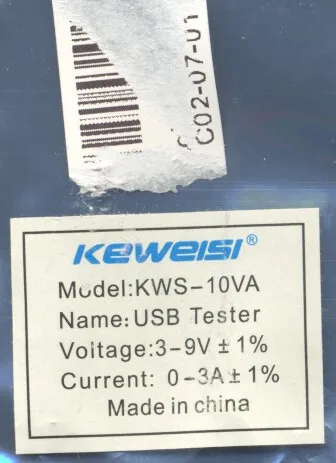 C02-07-01
KEWEISI®
Model:KWS-10VA
Name: USB Tester
Voltage:3-9V ± 1%
Current: 0-3A ± 1%
Made in china